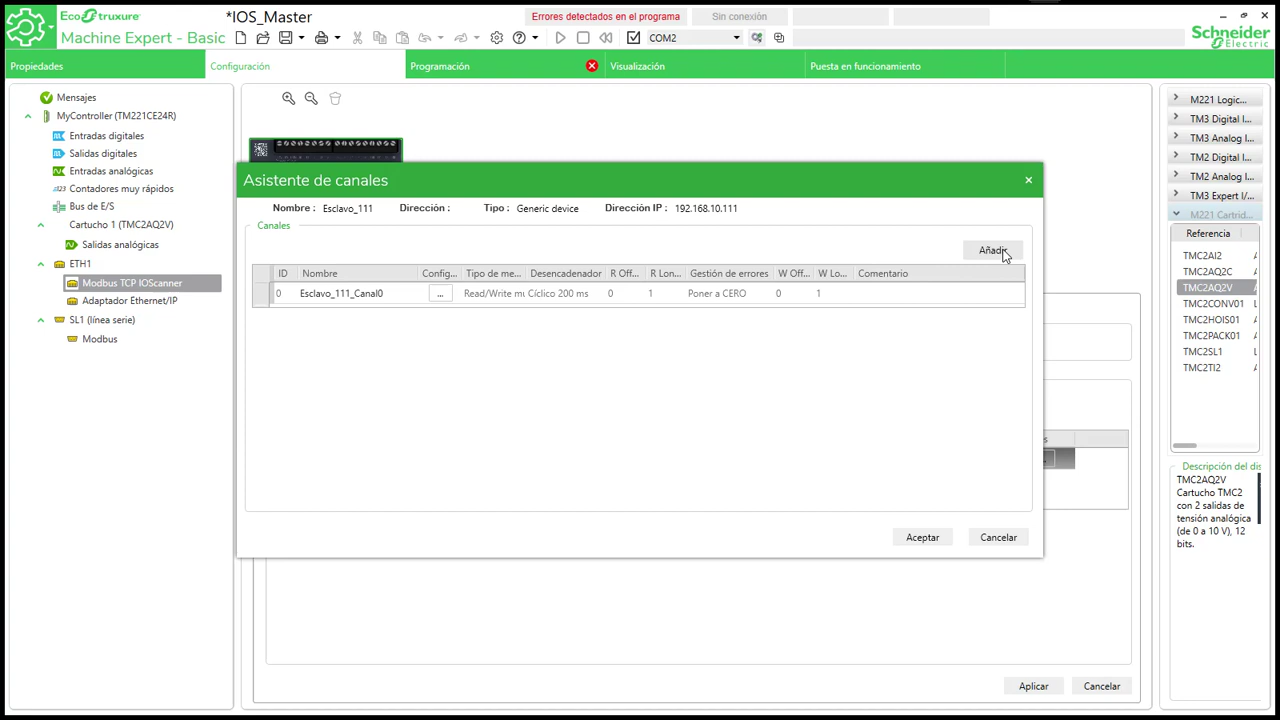 EcoStruxure
Machine Expert - Basic
*IOS_Master
Errores detectados en el programa
Sin conexión
COM2
Schneider
Electric
Propiedades
Configuración
Programación
Visualización
Puesta en funcionamiento
Mensajes
MyController (TM221CE24R)
Entradas digitales
Salidas digitales
Entradas analógicas
Contadores muy rápidos
Bus de E/S
Cartucho 1 (TMC2AQ2V)
Salidas analógicas
ETH1
Modbus TCP IOScanner
Adaptador Ethernet/IP
SL1 (línea serie)
Modbus
Asistente de canales
Nombre : Esclavo_111 Dirección : Tipo : Generic device Dirección IP : 192.168.10.111
Canales
Añadir
ID Nombre Config... Tipo de me... Desencadenador R Off... R Lon... Gestión de errores W Off... W Lo... Comentario
0 Esclavo_111_Canal0 ... Read/Write mu Cíclico 200 ms 0 1 Poner a CERO 0 1
Aceptar Cancelar
Aplicar Cancelar
M221 Logic...
TM3 Digital I...
TM3 Analog I...
TM2 Digital I...
TM2 Analog I...
TM3 Expert I/...
M221 Cartrid...
Referencia
TMC2AI2
TMC2AQ2C
TMC2AQ2V
TMC2CONV01
TMC2HOIS01
TMC2PACK01
TMC2SL1
TMC2TI2
Descripción del dis
TMC2AQ2V
Cartucho TMC2
con 2 salidas de
tensión analógica
(de 0 a 10 V), 12
bits.